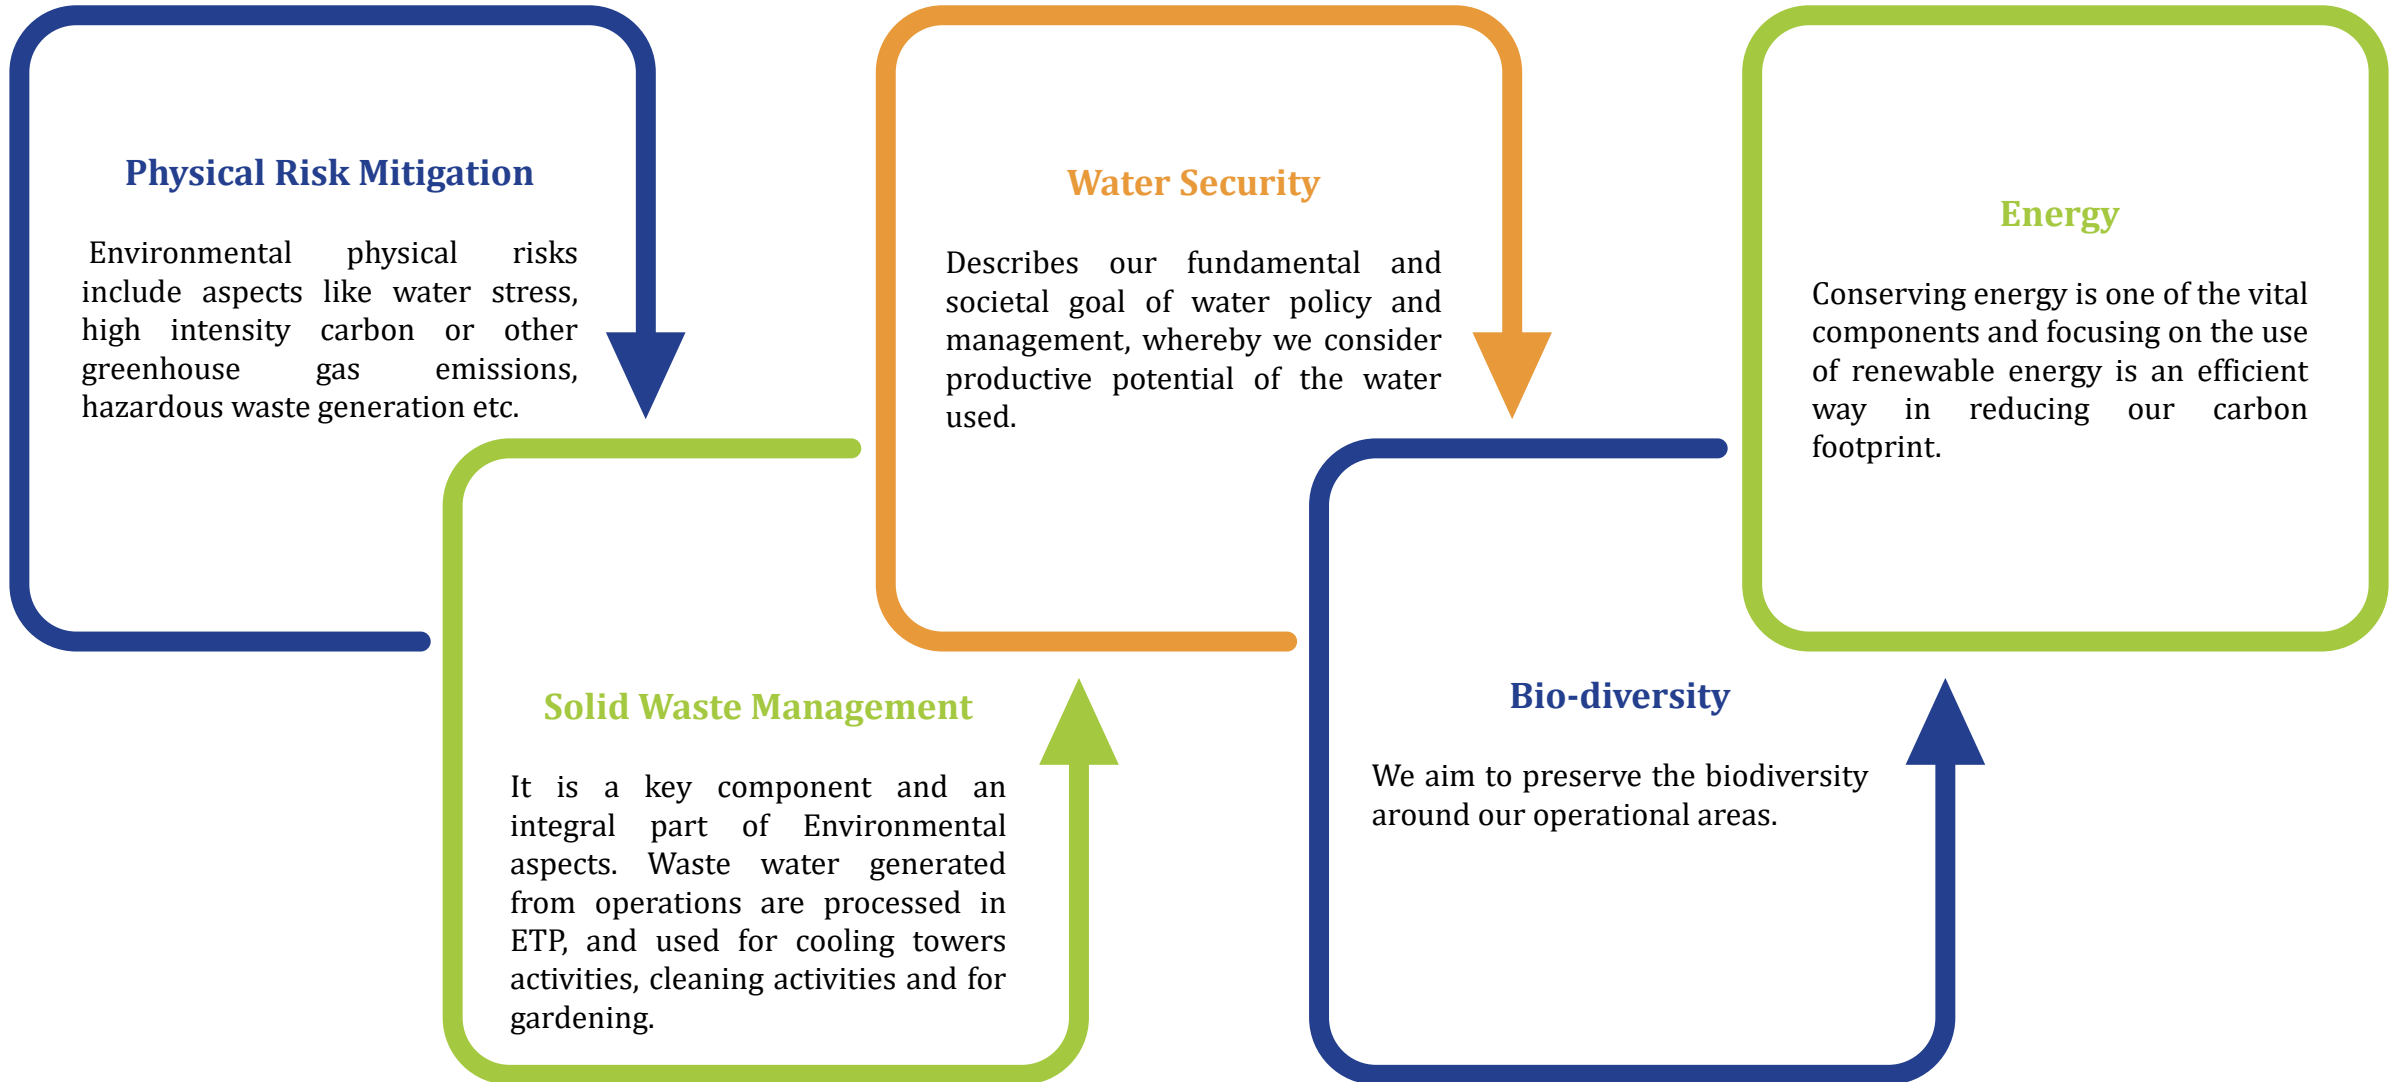 Physical Risk Mitigation
Environmental physical risks
include aspects like water stress,
high intensity carbon or other
greenhouse gas emissions,
hazardous waste generation etc.
Solid Waste Management
It is a key component and an
integral part of Environmental
aspects. Waste water generated
from operations are processed in
ETP, and used for cooling towers
activities, cleaning activities and for
gardening.
Water Security
Describes our fundamental and
societal goal of water policy and
management, whereby we consider
productive potential of the water
used.
Bio-diversity
We aim to preserve the biodiversity
around our operational areas.
Energy
Conserving energy is one of the vital
components and focusing on the use
of renewable energy is an efficient
way in reducing our carbon
footprint.